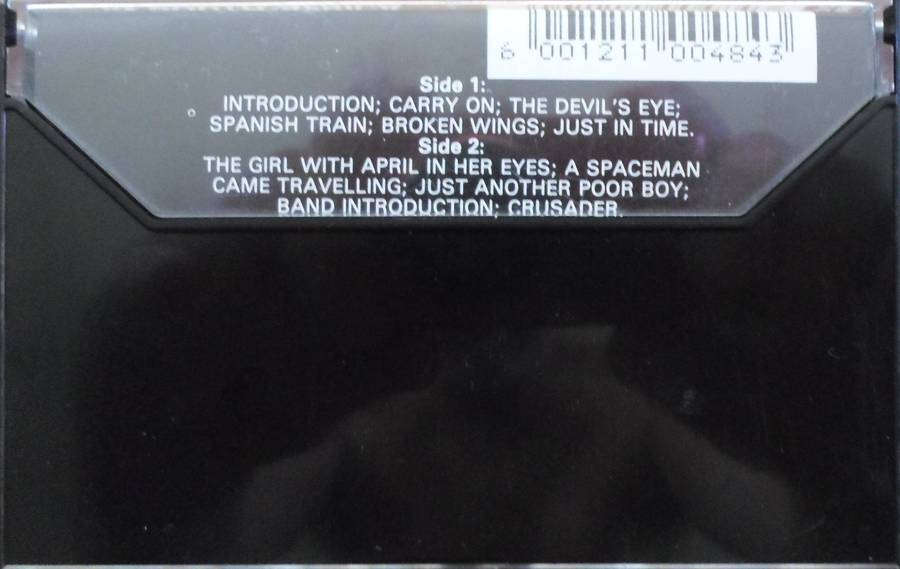 6 001211 004843
Side 1:
INTRODUCTION; CARRY ON; THE DEVIL'S EYE;
SPANISH TRAIN; BROKEN WINGS; JUST IN TIME.
Side 2:
THE GIRL WITH APRIL IN HER EYES; A SPACEMAN
CAME TRAVELLING; JUST ANOTHER POOR BOY;
BAND INTRODUCTION; CRUSADER.